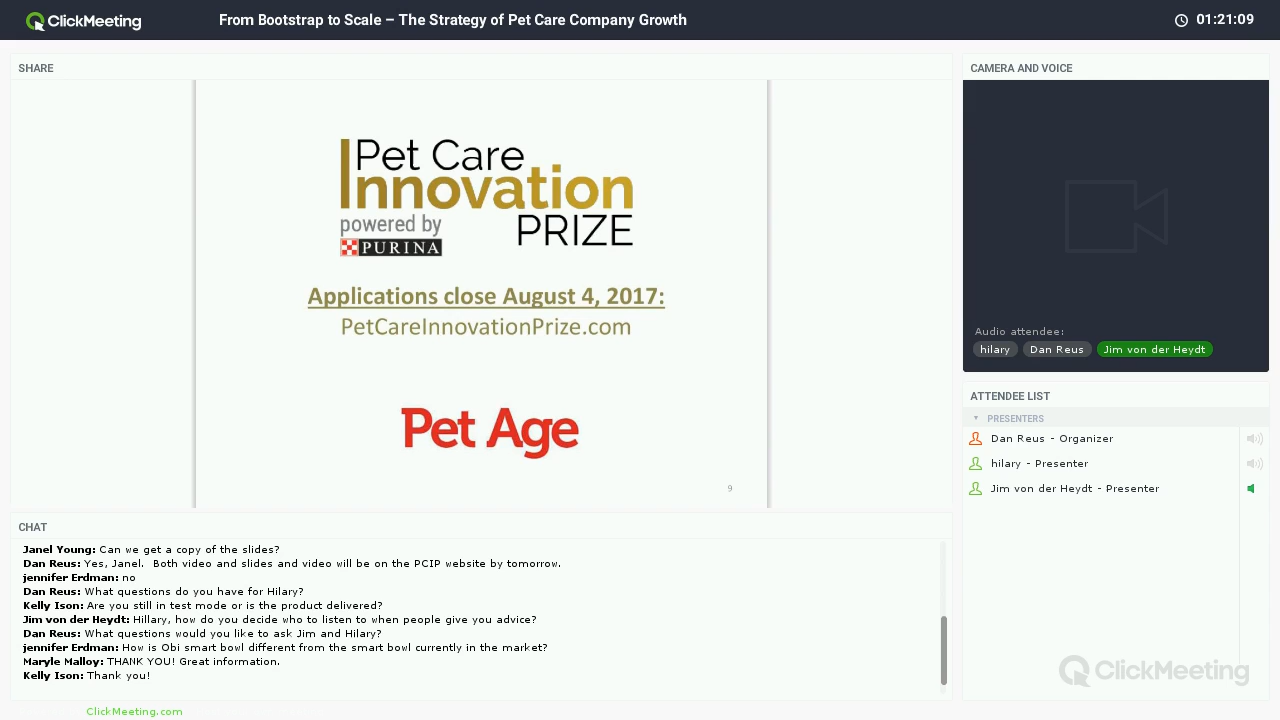 ClickMeeting
From Bootstrap to Scale – The Strategy of Pet Care Company Growth
01:21:09
SHARE
Pet Care
Innovation
powered by
PRIZE
PURINA
Applications close August 4, 2017:
PetCareInnovationPrize.com
Pet Age
9
CAMERA AND VOICE
Audio attendee:
hilary Dan Reus Jim von der Heydt
ATTENDEE LIST
PRESENTERS
Dan Reus - Organizer
hilary - Presenter
Jim von der Heydt - Presenter
CHAT
Janel Young: Can we get a copy of the slides?
Dan Reus: Yes, Janel.  Both video and slides and video will be on the PCIP website by tomorrow.
jennifer Erdman: no
Dan Reus: What questions do you have for Hilary?
Kelly Ison: Are you still in test mode or is the product delivered?
Jim von der Heydt: Hillary, how do you decide who to listen to when people give you advice?
Dan Reus: What questions would you like to ask Jim and Hilary?
jennifer Erdman: How is Obi smart bowl different from the smart bowl currently in the market?
Maryle Malloy: THANK YOU! Great information.
Kelly Ison: Thank you!
ClickMeeting
ClickMeeting.com